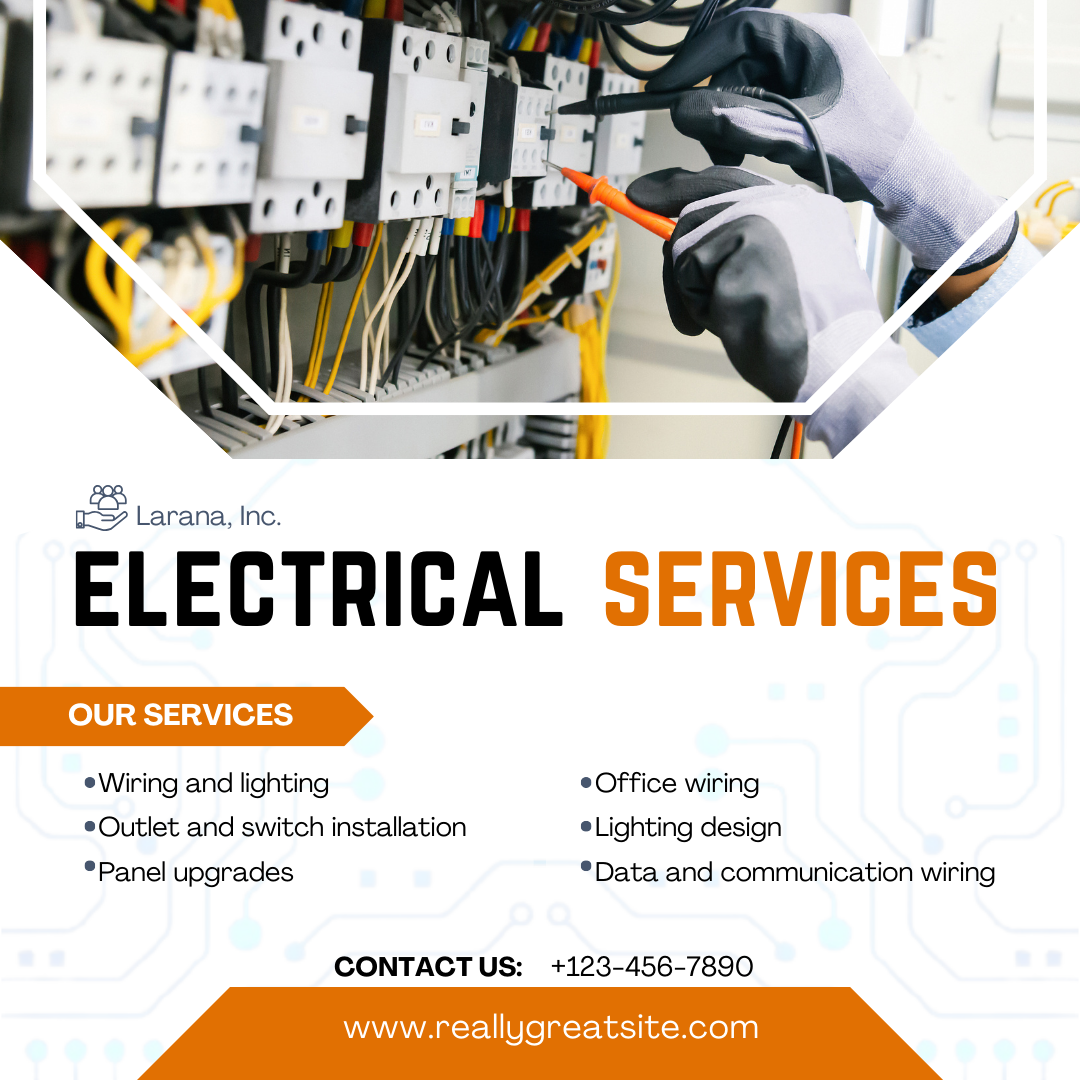 Larana, Inc.
ELECTRICAL SERVICES
OUR SERVICES
Wiring and lighting
Outlet and switch installation
Panel upgrades
Office wiring
Lighting design
Data and communication wiring
CONTACT US: +123-456-7890
www.reallygreatsite.com